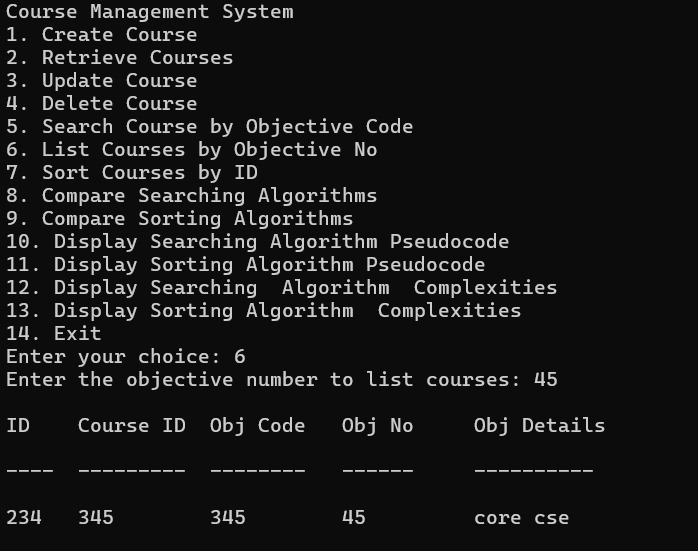 Course Management System
1. Create Course
2. Retrieve Courses
3. Update Course
4. Delete Course
5. Search Course by Objective Code
6. List Courses by Objective No
7. Sort Courses by ID
8. Compare Searching Algorithms
9. Compare Sorting Algorithms
10. Display Searching Algorithm Pseudocode
11. Display Sorting Algorithm Pseudocode
12. Display Searching  Algorithm  Complexities
13. Display Sorting Algorithm  Complexities
14. Exit
Enter your choice: 6
Enter the objective number to list courses: 45
ID    Course ID  Obj Code   Obj No     Obj Details
----  ---------  --------   ------     ----------
234   345        345        45         core cse